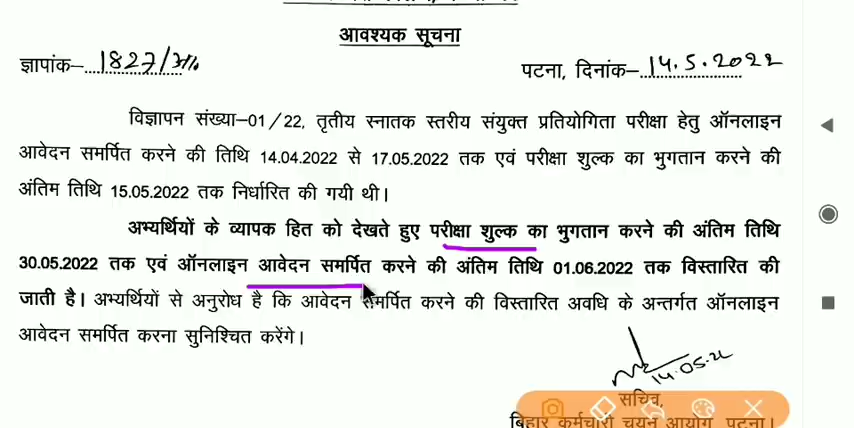 आवश्यक सूचना
ज्ञापांक– 1827/
पटना, दिनांक– 14.5.2022
विज्ञापन संख्या–01/22, तृतीय स्नातक स्तरीय संयुक्त प्रतियोगिता परीक्षा हेतु ऑनलाइन
आवेदन समर्पित करने की तिथि 14.04.2022 से 17.05.2022 तक एवं परीक्षा शुल्क का भुगतान करने की
अंतिम तिथि 15.05.2022 तक निर्धारित की गयी थी।
अभ्यर्थियों के व्यापक हित को देखते हुए परीक्षा शुल्क का भुगतान करने की अंतिम तिथि
30.05.2022 तक एवं ऑनलाइन आवेदन समर्पित करने की अंतिम तिथि 01.06.2022 तक विस्तारित की
जाती है। अभ्यर्थियों से अनुरोध है कि आवेदन समर्पित करने की विस्तारित अवधि के अन्तर्गत ऑनलाइन
आवेदन समर्पित करना सुनिश्चित करेंगे।
14.05.22
सचिव,
बिहार कर्मचारी चयन आयोग, पटना।